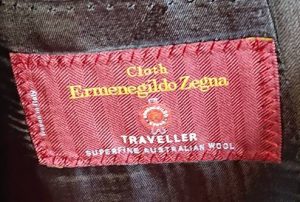 Cloth
Ermenegildo Zegna
TRAVELLER
SUPERFINE AUSTRALIAN WOOL